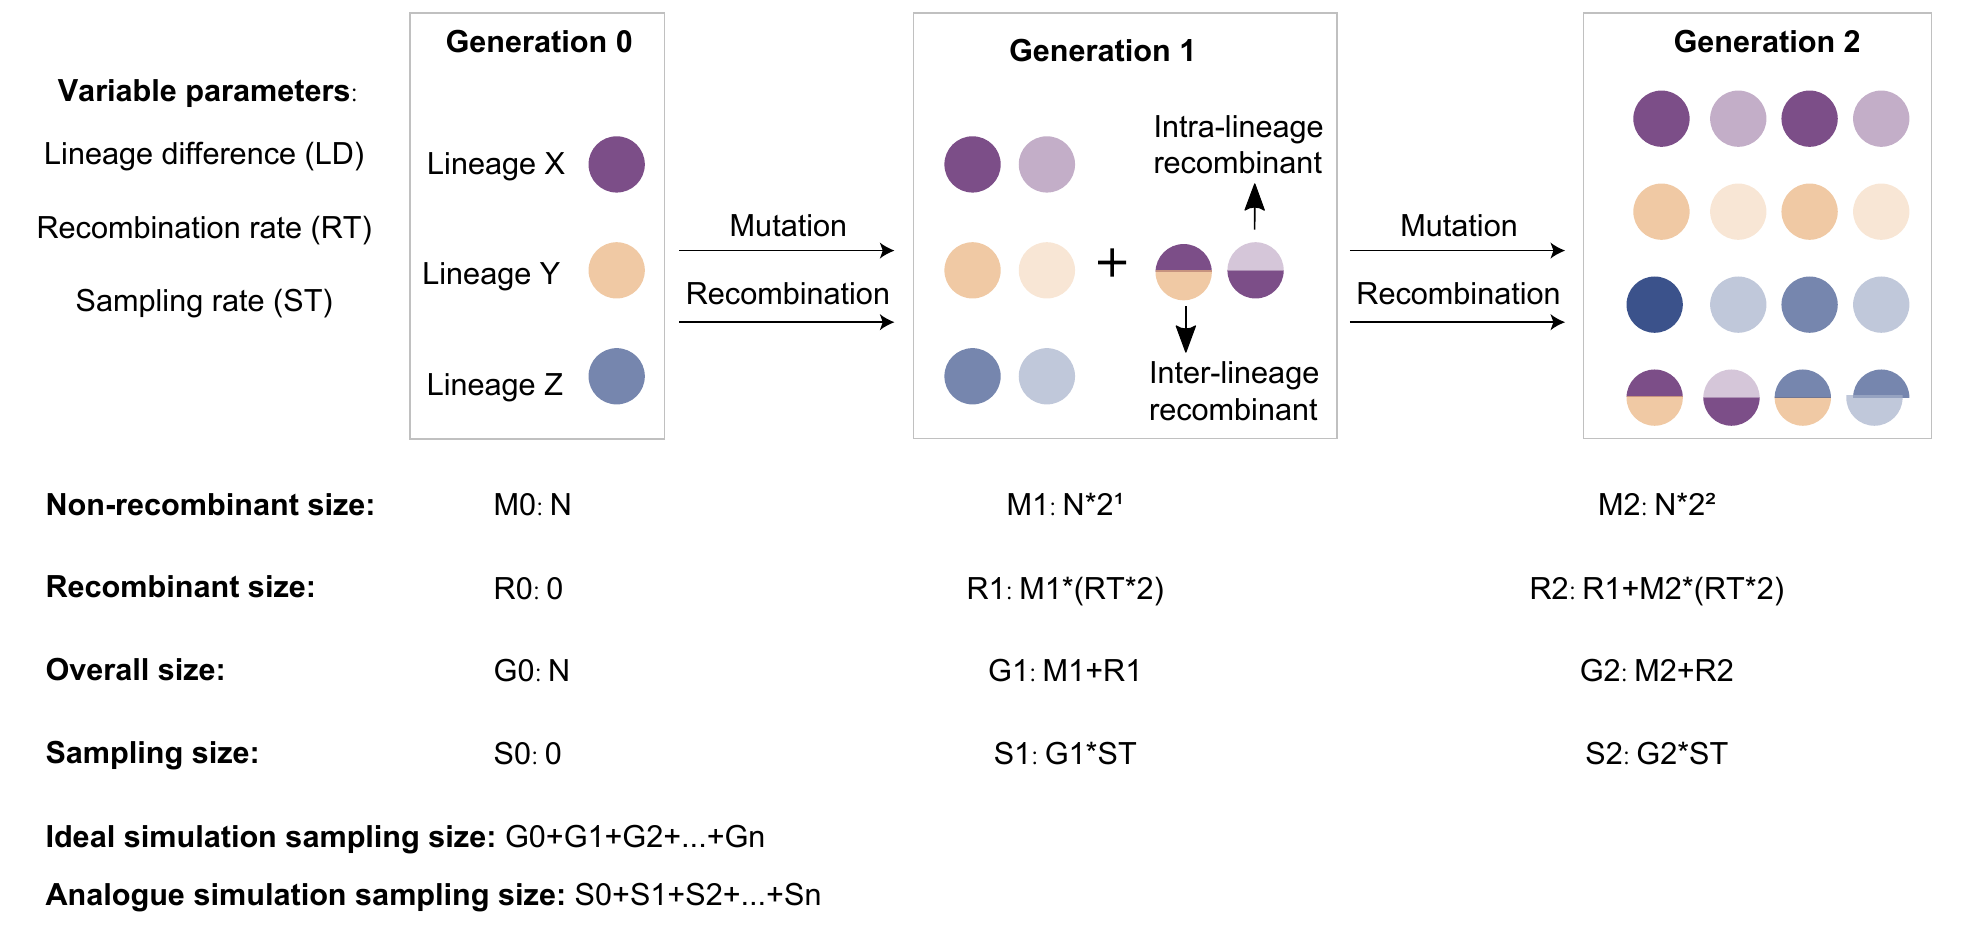 Variable parameters:
Lineage difference (LD)
Recombination rate (RT)
Sampling rate (ST)
Generation 0
Lineage X
Lineage Y
Lineage Z
Mutation
Recombination
Generation 1
Intra-lineage
recombinant
+
Inter-lineage
recombinant
Mutation
Recombination
Generation 2
Non-recombinant size: M0: N M1: N*2¹ M2: N*2²
Recombinant size: R0: 0 R1: M1*(RT*2) R2: R1+M2*(RT*2)
Overall size: G0: N G1: M1+R1 G2: M2+R2
Sampling size: S0: 0 S1: G1*ST S2: G2*ST
Ideal simulation sampling size: G0+G1+G2+...+Gn
Analogue simulation sampling size: S0+S1+S2+...+Sn